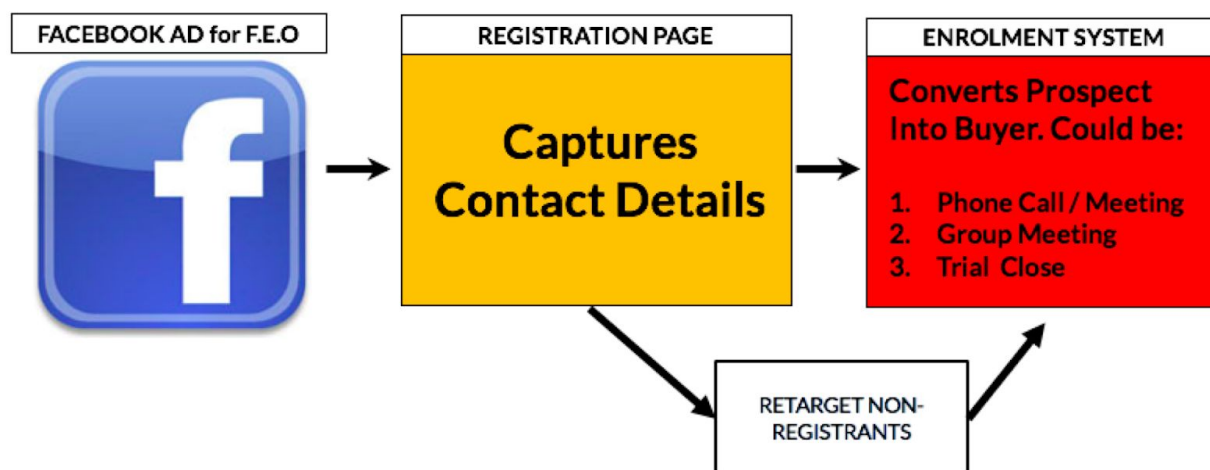 FACEBOOK AD for F.E.O
f
REGISTRATION PAGE
Captures
Contact Details
ENROLMENT SYSTEM
Converts Prospect
Into Buyer. Could be:
1. Phone Call / Meeting
2. Group Meeting
3. Trial Close
RETARGET NON-
REGISTRANTS